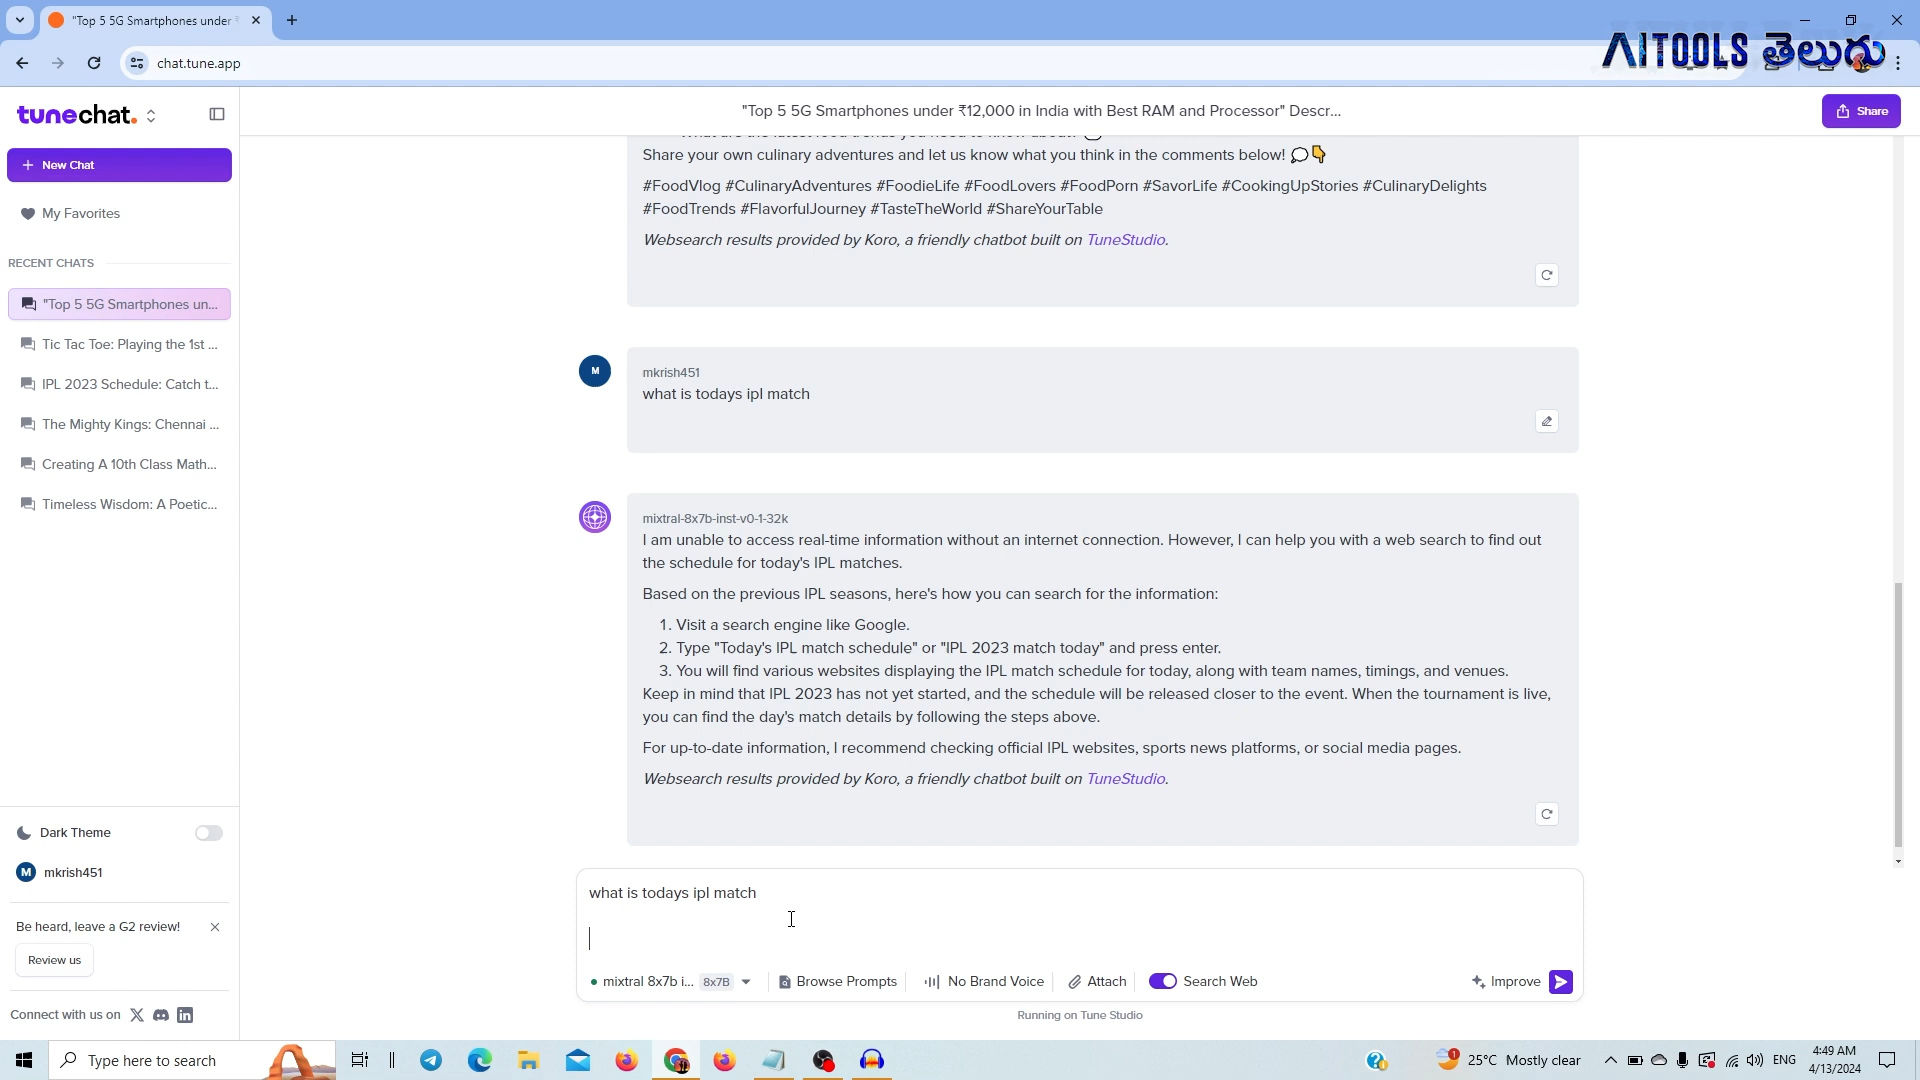 "Top 5 5G Smartphones under
chat.tune.app
AITOOLS తెలుగు
tunechat.
"Top 5 5G Smartphones under ₹12,000 in India with Best RAM and Processor" Descr...
Share
New Chat
My Favorites
RECENT CHATS
"Top 5 5G Smartphones un...
Tic Tac Toe: Playing the 1st ...
IPL 2023 Schedule: Catch t...
The Mighty Kings: Chennai ...
Creating A 10th Class Math...
Timeless Wisdom: A Poetic...
Dark Theme
M mkrish451
Be heard, leave a G2 review!
Review us
Connect with us on
Share your own culinary adventures and let us know what you think in the comments below! 💭👇
#FoodVlog #CulinaryAdventures #FoodieLife #FoodLovers #FoodPorn #SavorLife #CookingUpStories #CulinaryDelights
#FoodTrends #FlavorfulJourney #TasteTheWorld #ShareYourTable
Websearch results provided by Koro, a friendly chatbot built on TuneStudio.
M
mkrish451
what is todays ipl match
mixtral-8x7b-inst-v0-1-32k
I am unable to access real-time information without an internet connection. However, I can help you with a web search to find out
the schedule for today's IPL matches.
Based on the previous IPL seasons, here's how you can search for the information:
1. Visit a search engine like Google.
2. Type "Today's IPL match schedule" or "IPL 2023 match today" and press enter.
3. You will find various websites displaying the IPL match schedule for today, along with team names, timings, and venues.
Keep in mind that IPL 2023 has not yet started, and the schedule will be released closer to the event. When the tournament is live,
you can find the day's match details by following the steps above.
For up-to-date information, I recommend checking official IPL websites, sports news platforms, or social media pages.
Websearch results provided by Koro, a friendly chatbot built on TuneStudio.
what is todays ipl match
mixtral 8x7b i... 8x7B Browse Prompts No Brand Voice Attach Search Web Improve
Running on Tune Studio
Type here to search
1 25°C Mostly clear
ENG
4:49 AM
4/13/2024